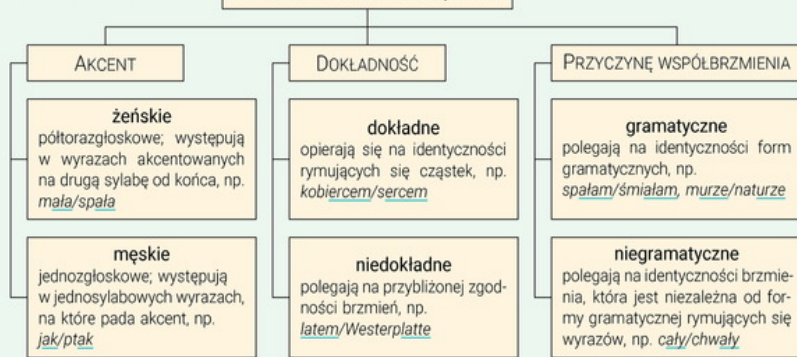 AKCENT
żeńskie
półtorazgłoskowe; występują
w wyrazach akcentowanych
na drugą sylabę od końca, np.
mała/spała
męskie
jednozgłoskowe; występują
w jednosylabowych wyrazach,
na które pada akcent, np.
jak/ptak
DOKŁADNOŚĆ
dokładne
opierają się na identyczności
rymujących się cząstek, np.
kobiercem/sercem
niedokładne
polegają na przybliżonej zgod-
ności brzmień, np.
latem/Westerplatte
PRZYCZYNĘ WSPÓŁBRZMIENIA
gramatyczne
polegają na identyczności form
gramatycznych, np.
spałam/śmiałam, murze/naturze
niegramatyczne
polegają na identyczności brzmie-
nia, która jest niezależna od for-
my gramatycznej rymujących się
wyrazów, np. cały/chwały